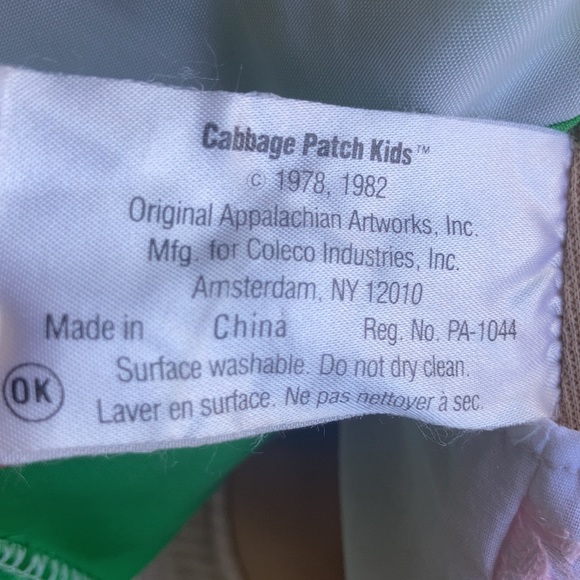 Cabbage Patch Kids™
© 1978, 1982
Original Appalachian Artworks, Inc.
Mfg. for Coleco Industries, Inc.
Amsterdam, NY 12010
Made in China Reg. No. PA-1044
Surface washable. Do not dry clean.
OK
Laver en surface. Ne pas nettoyer à sec.